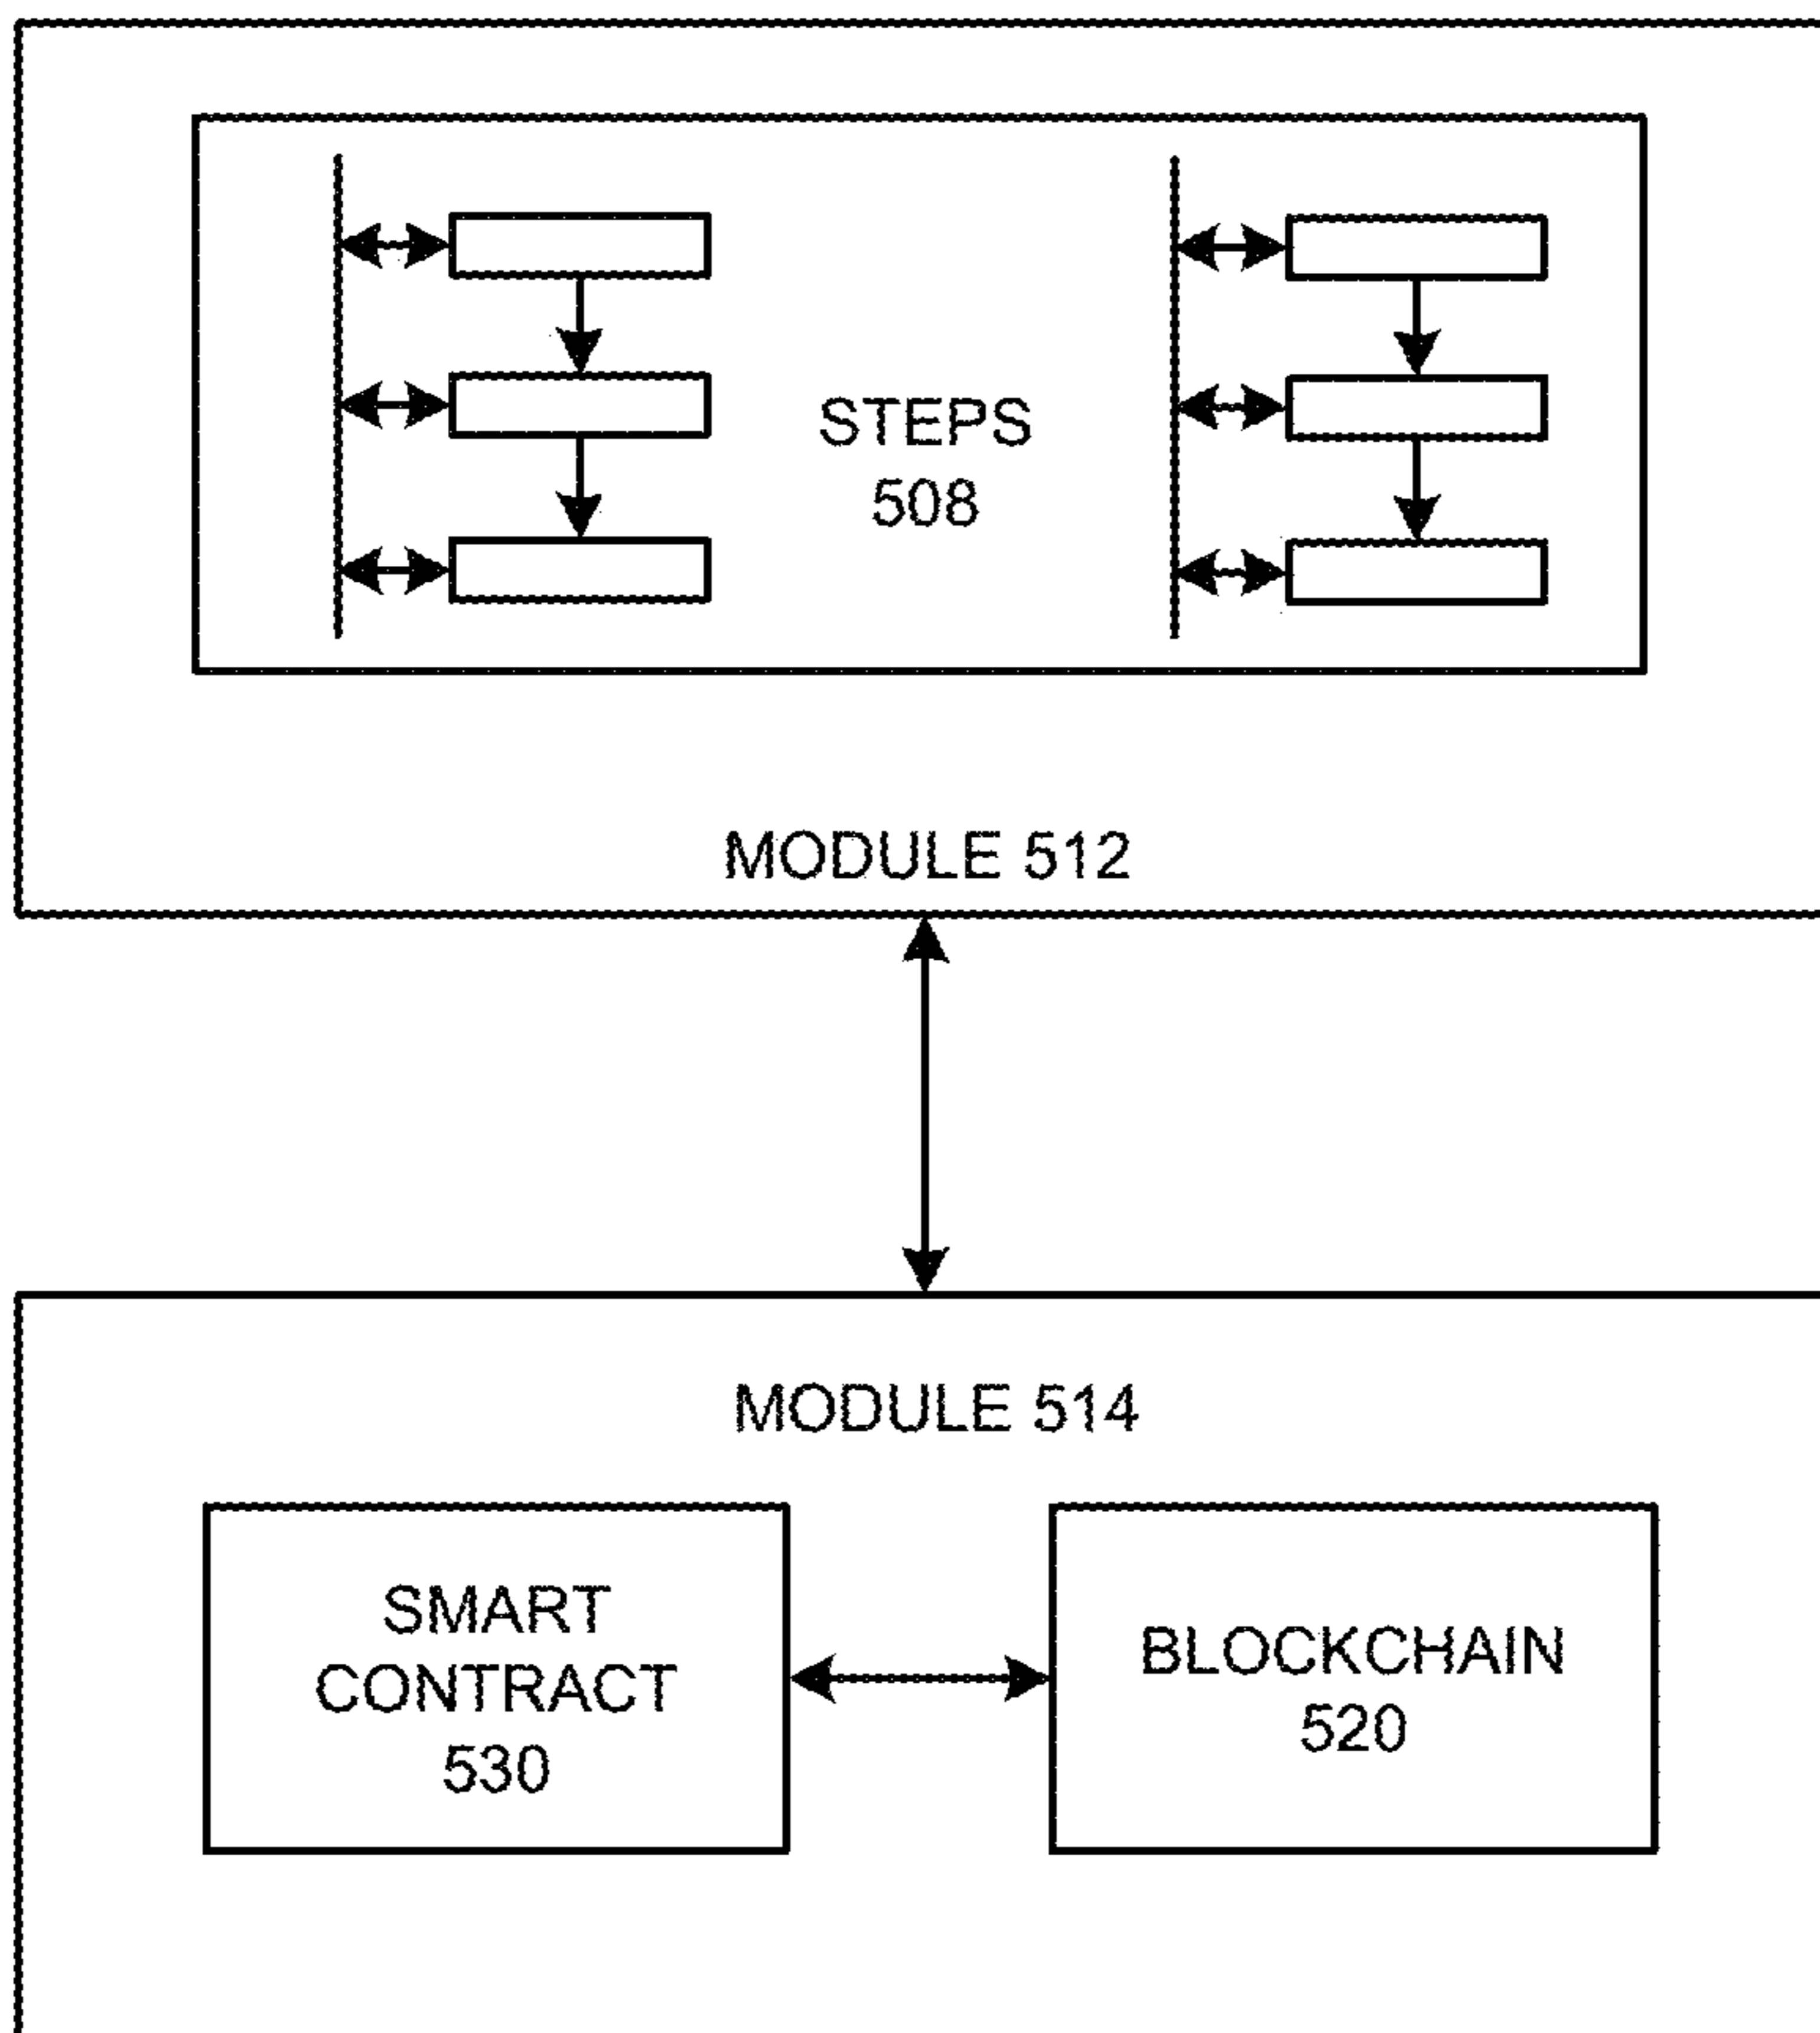 STEPS
508
MODULE 512
MODULE 514
SMART
CONTRACT
530
BLOCKCHAIN
520